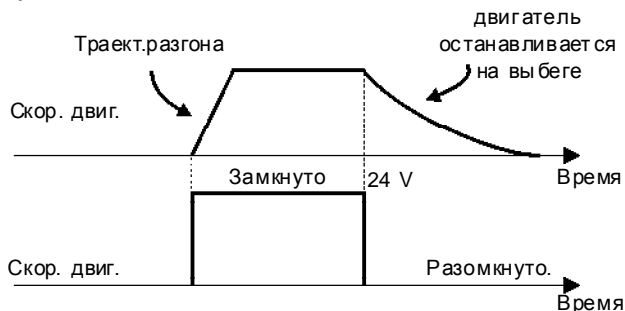 двигатель
останавливается
на выбеге
Траект.разгона
Скор. двиг.
Замкнуто
24 V
Время
Скор. двиг.
Разомкнуто.
Время